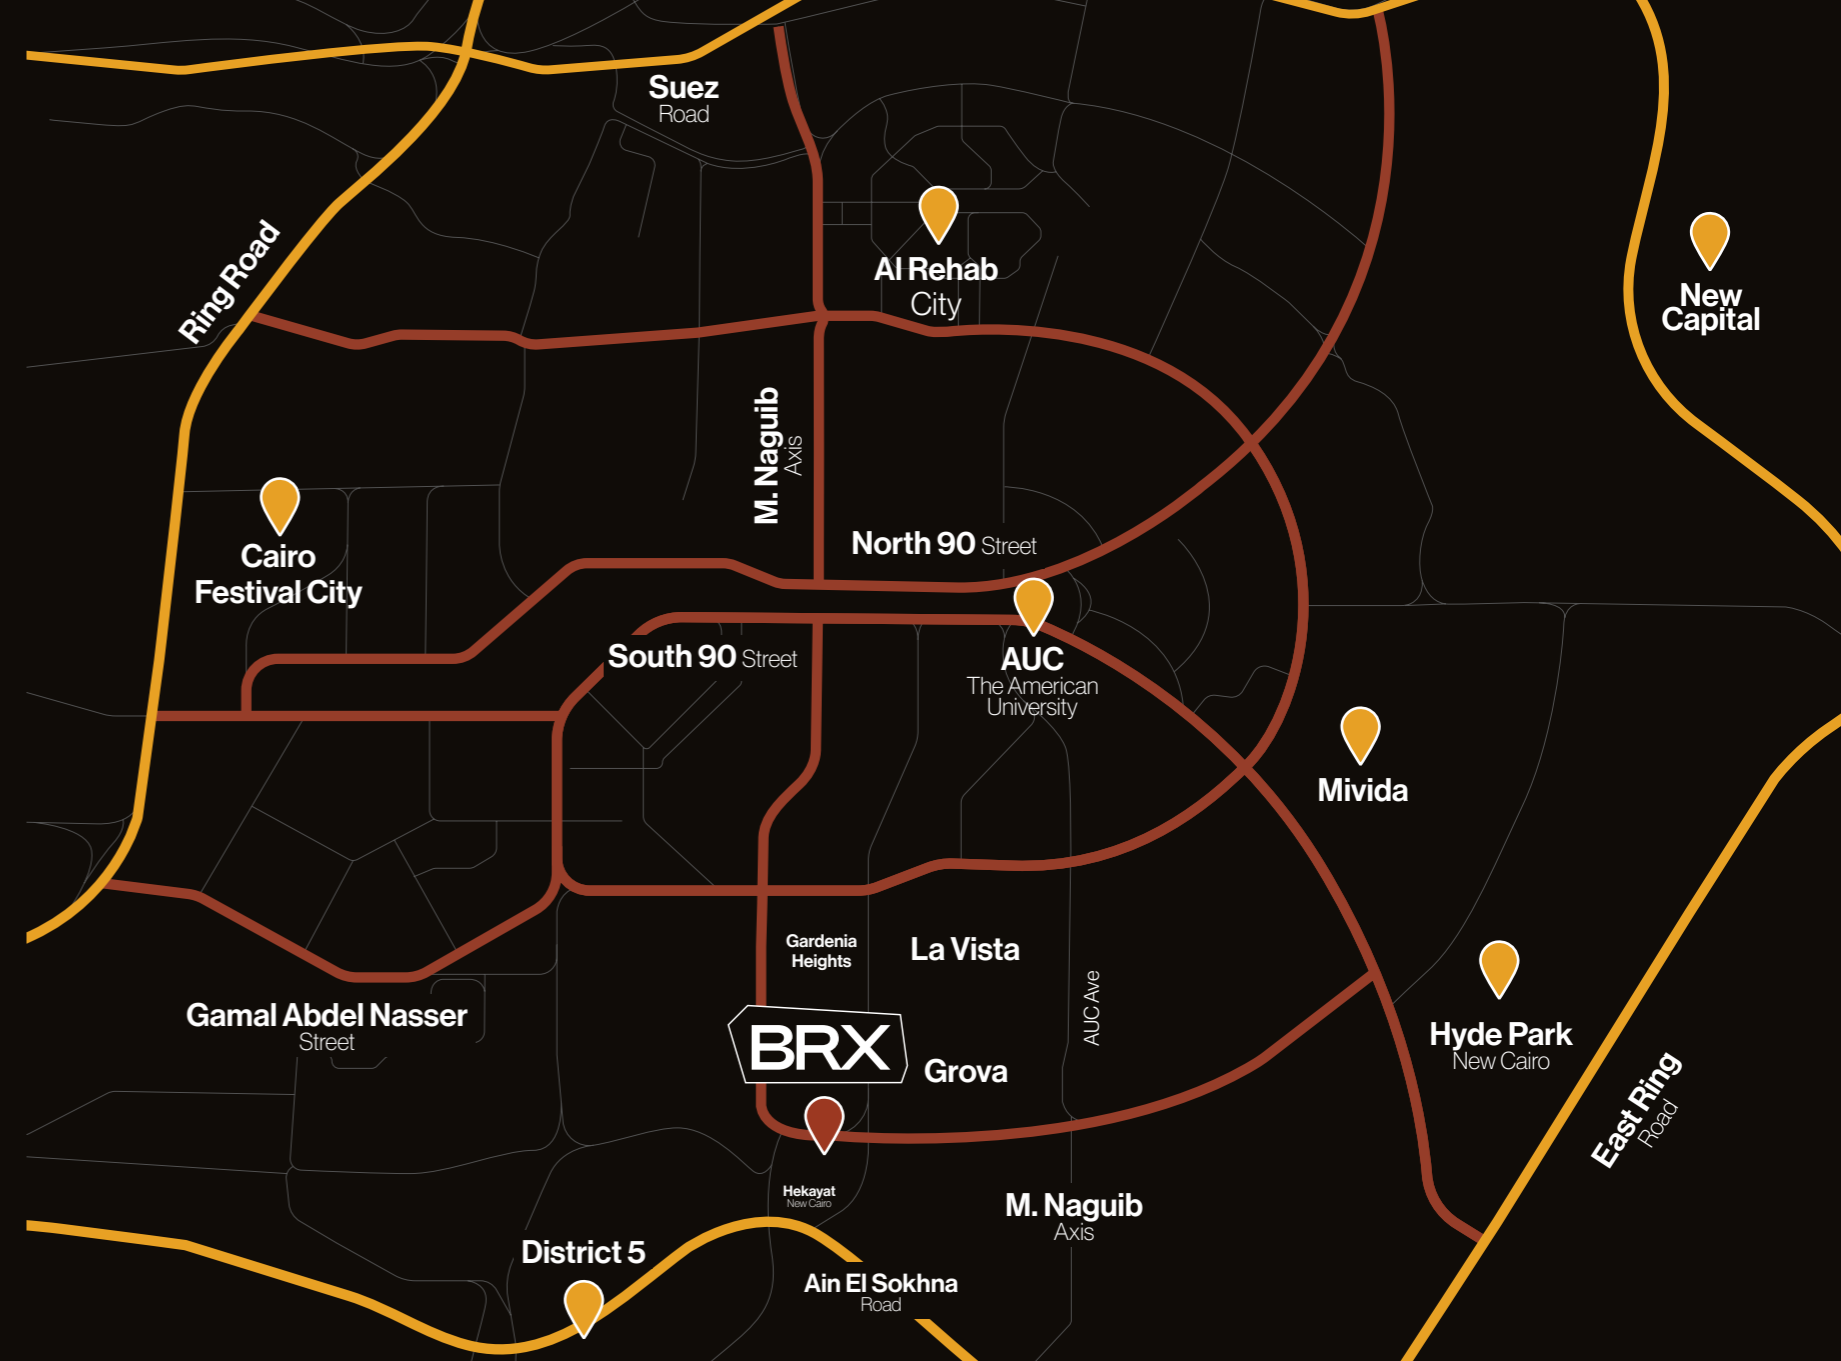 Suez
Road
Ring Road
Al Rehab
City
New
Capital
M. Naguib
Axis
North 90 Street
Cairo
Festival City
South 90 Street
AUC
The American
University
Mivida
Gardenia
Heights
La Vista
AUC Ave
Gamal Abdel Nasser
Street
BRX
Grova
Hyde Park
New Cairo
East Ring
Road
Hekayat
New Cairo
M. Naguib
Axis
District 5
Ain El Sokhna
Road